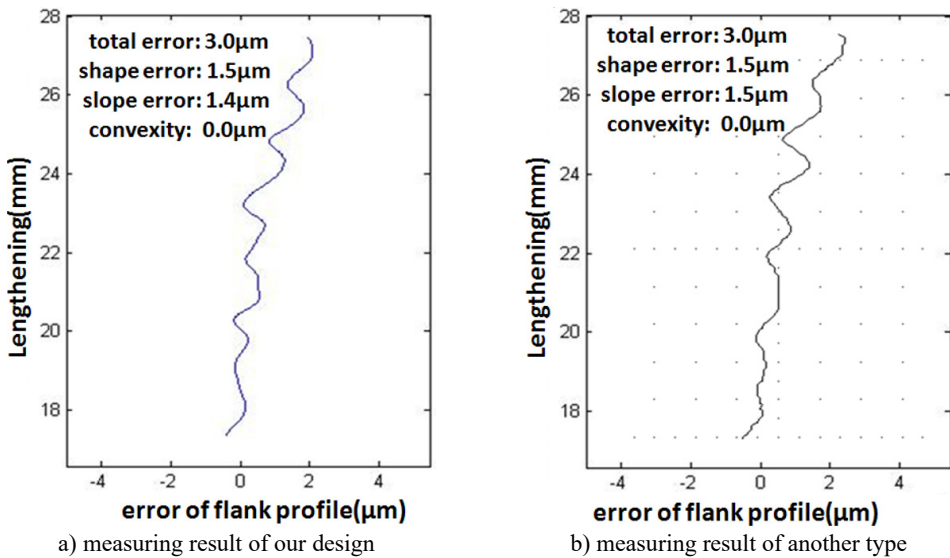 28
26
24
22
20
18
-4
-2
0
2
4
total error: 3.0μm
shape error: 1.5μm
slope error: 1.4μm
convexity: 0.0μm
Lengthening(mm)
error of flank profile(μm)
a) measuring result of our design
28
26
24
22
20
18
-4
-2
0
2
4
total error: 3.0μm
shape error: 1.5μm
slope error: 1.5μm
convexity: 0.0μm
Lengthening(mm)
error of flank profile(μm)
b) measuring result of another type